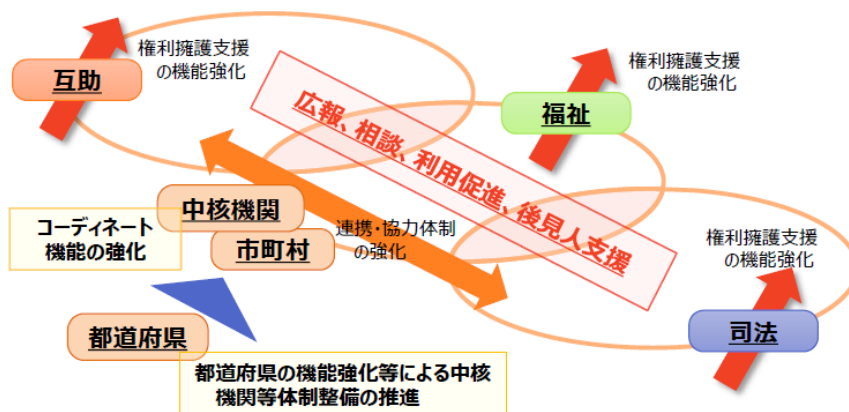 権利擁護支援
の機能強化
互助
権利擁護支援
の機能強化
福祉
広報、相談、利用促進、後見人支援
中核機関
コーディネート
機能の強化
市町村
連携・協力体制
の強化
権利擁護支援
の機能強化
都道府県
司法
都道府県の機能強化等による中核
機関等体制整備の推進